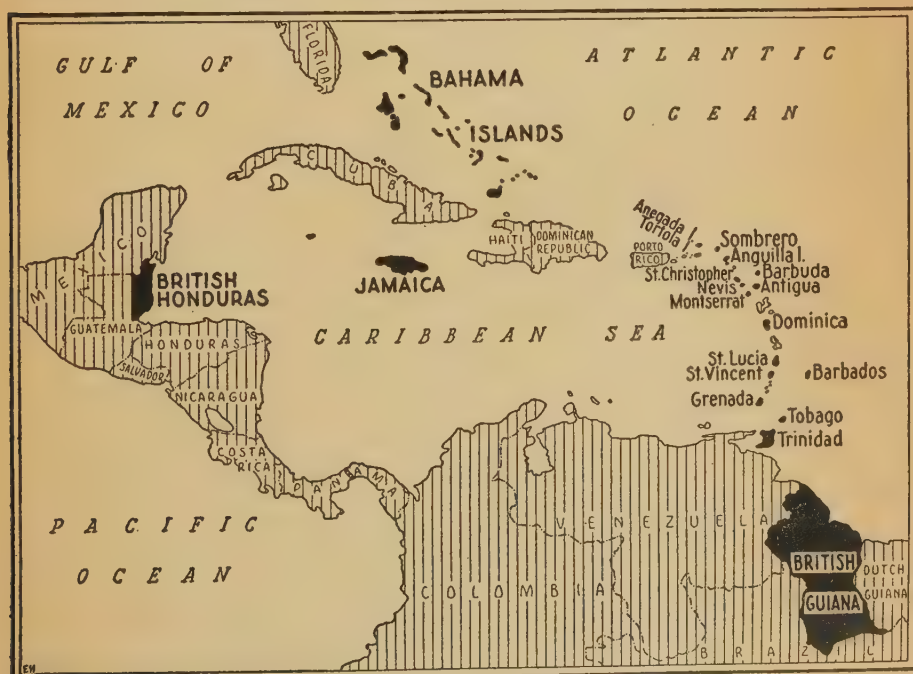 FLORIDA
GULF OF
MEXICO
ATLANTIC
OCEAN
BAHAMA
ISLANDS
CUBA
HAITI
DOMINICAN
REPUBLIC
PORTO
RICO
Anegada
Tortola
Sombrero
Anguilla I.
St. Christopher
Barbuda
Nevis
Antigua
Montserrat
MEXICO
BRITISH
HONDURAS
JAMAICA
GUATEMALA
HONDURAS
SALVADOR
NICARAGUA
CARIBBEAN SEA
Dominica
St. Lucia
St. Vincent
Barbados
Grenada
Tobago
Trinidad
COSTA
RICA
PANAMA
PACIFIC
OCEAN
VENEZUELA
COLOMBIA
BRITISH
GUIANA
DUTCH
GUIANA
BRAZIL
EH